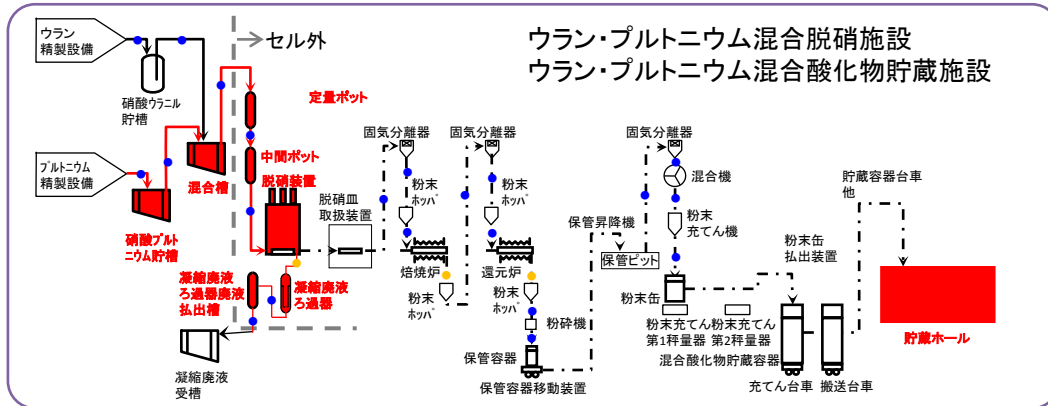 ウラン・プルトニウム混合脱硝施設
ウラン・プルトニウム混合酸化物貯蔵施設
ウラン
精製設備
セル外
硝酸ウラニル
貯槽
定量ポット
プルトニウム
精製設備
混合槽
中間ポット
脱硝装置
硝酸プルト
ニウム貯槽
脱硝皿
取扱装置
固気分離器
粉末
ホッパ
焙焼炉
粉末
ホッパ
固気分離器
粉末
ホッパ
還元炉
粉末
ホッパ
粉砕機
保管容器
保管容器移動装置
凝縮廃液
ろ過器廃液
払出槽
凝縮廃液
ろ過器
凝縮廃液
受槽
固気分離器
混合機
保管昇降機
保管ピット
粉末
充てん機
粉末缶
粉末充てん
第1秤量器
粉末充てん
第2秤量器
粉末缶
払出装置
混合酸化物貯蔵容器
充てん台車
搬送台車
貯蔵容器台車
他
貯蔵ホール